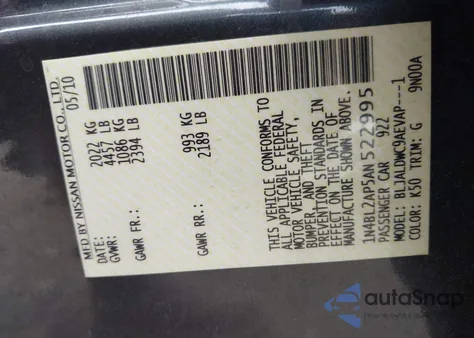 MFD BY NISSAN MOTOR CO., LTD.
DATE: 05/10
GVWR: 2022 KG
4457 LB
GAWR FR.: 1086 KG
2394 LB
GAWR RR.: 993 KG
2189 LB
THIS VEHICLE CONFORMS TO
ALL APPLICABLE FEDERAL
MOTOR VEHICLE SAFETY,
BUMPER, AND THEFT
PREVENTION STANDARDS IN
EFFECT ON THE DATE OF
MANUFACTURE SHOWN ABOVE.
1N4BL2AP5AN522995
PASSENGER CAR 922
MODEL: BLJALDWC9AEVAP---1
COLOR: K50 TRIM: G 9N00A
autoSnap